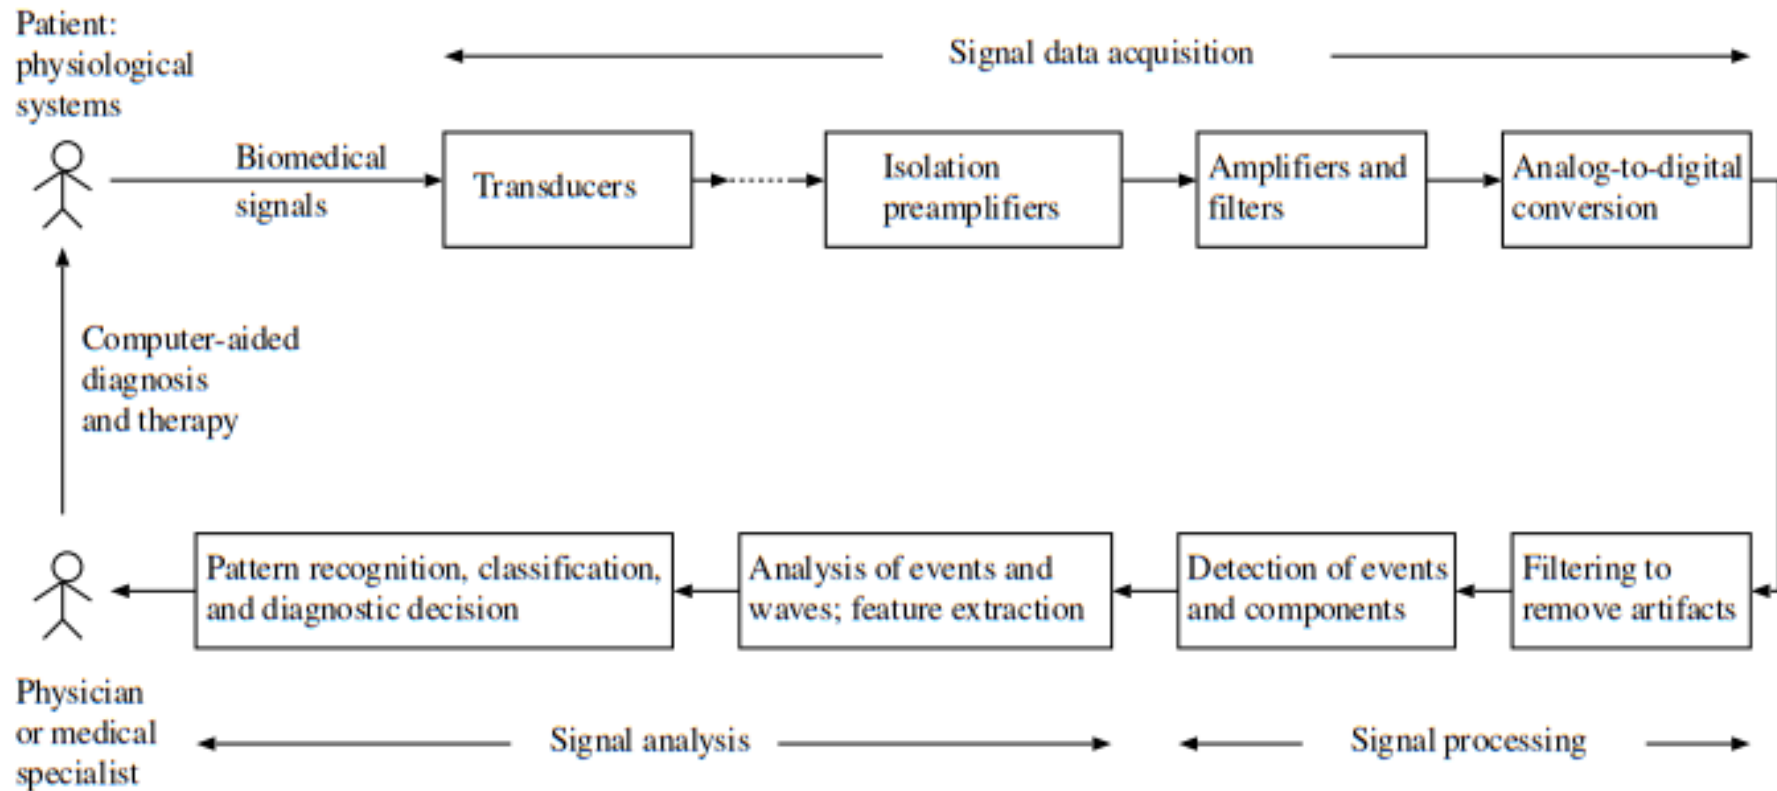 Patient:
physiological
systems
Signal data acquisition
Biomedical
signals
Transducers
Isolation
preamplifiers
Amplifiers and
filters
Analog-to-digital
conversion
Computer-aided
diagnosis
and therapy
Pattern recognition, classification,
and diagnostic decision
Analysis of events and
waves; feature extraction
Detection of events
and components
Filtering to
remove artifacts
Physician
or medical
specialist
Signal analysis
Signal processing